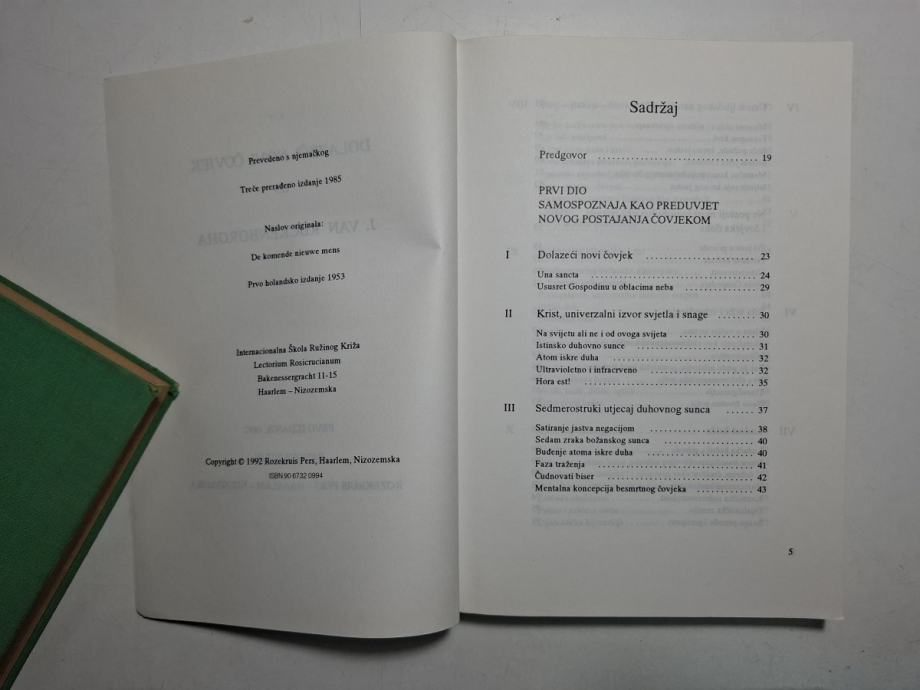 Prevedeno s njemačkog
Treće prerađeno izdanje 1985
Naslov originala:
De komende nieuwe mens
Prvo holandsko izdanje 1953
Internacionalna Škola Ružinog Križa
Lectorium Rosicrucianum
Bakenessergracht 11-15
Haarlem – Nizozemska
Copyright © 1992 Rozekruis Pers, Haarlem, Nizozemska
ISBN 90 6732 0994
Sadržaj
Predgovor .......................... 19
PRVI DIO
SAMOSPOZNAJA KAO PREDUVJET
NOVOG POSTAJANJA ČOVJEKOM
I Dolazeći novi čovjek .................. 23
Una sancta .......................... 24
Ususret Gospodinu u oblacima neba .......... 29
II Krist, univerzalni izvor svjetla i snage ........ 30
Na svijetu ali ne i od ovoga svijeta ............ 30
Istinsko duhovno sunce .................. 31
Atom iskre duha ...................... 32
Ultravioletno i infracrveno ................ 32
Hora est! .......................... 35
III Sedmerostruki utjecaj duhovnog sunca ...... 37
Satiranje jastva negacijom ................ 38
Sedam zraka božanskog sunca .............. 40
Buđenje atoma iskre duha ................ 40
Faza traženja ........................ 41
Čudnovati biser ...................... 42
Mentalna koncepcija besmrtnog čovjeka ........ 43
5